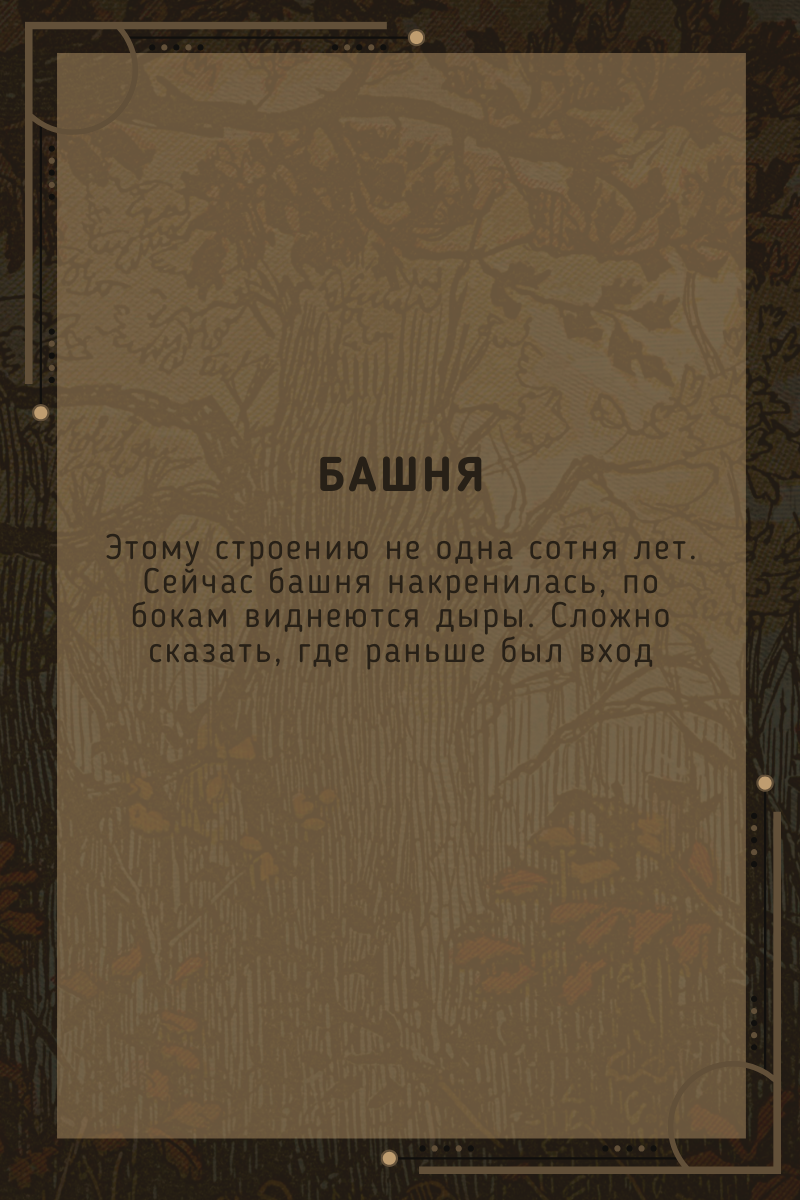 БАШНЯ
Этому строению не одна сотня лет.
Сейчас башня накренилась, по
бокам виднеются дыры. Сложно
сказать, где раньше был вход